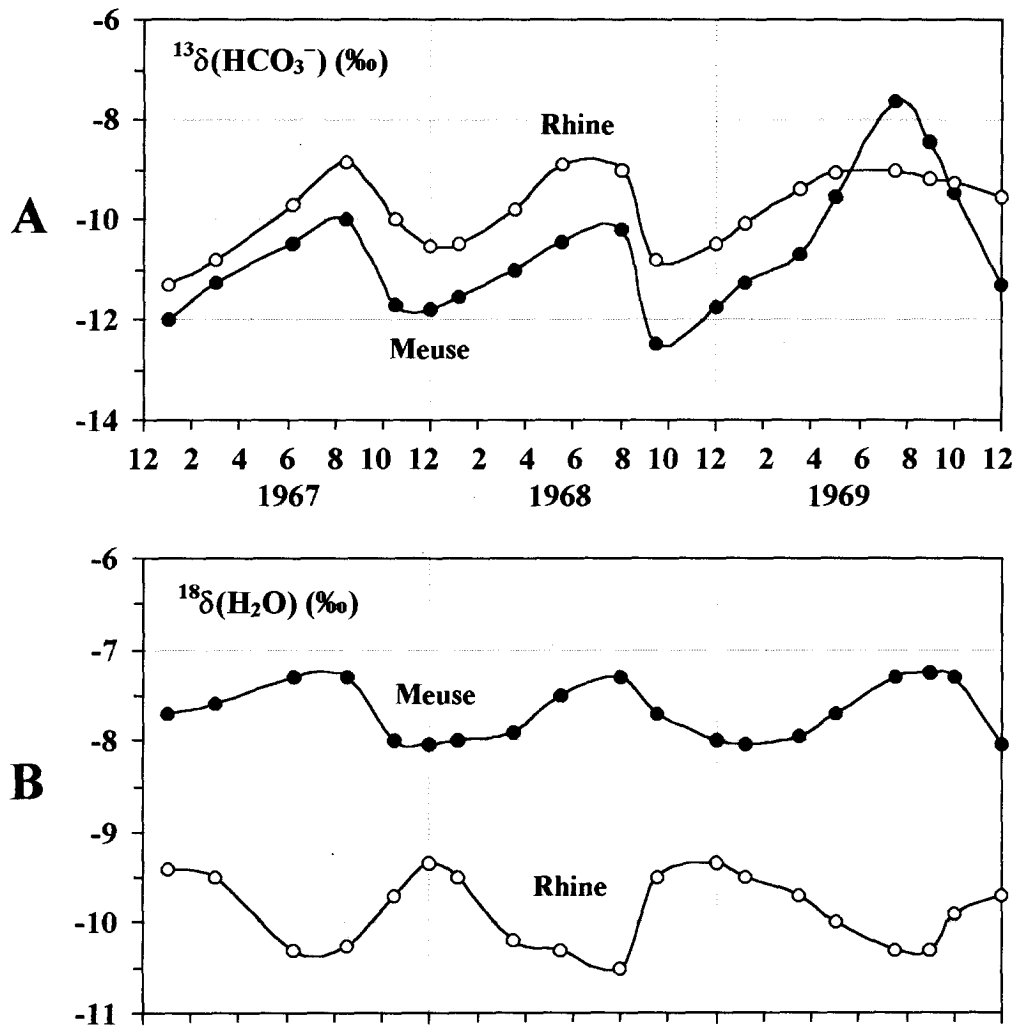 -6
¹³δ(HCO₃⁻) (‰)
-8
Rhine
A
-10
-12
Meuse
-14
12 2 4 6 8 10 12 2 4 6 8 10 12 2 4 6 8 10 12
1967 1968 1969
-6
¹⁸δ(H₂O) (‰)
-7
Meuse
-8
B
-9
Rhine
-10
-11